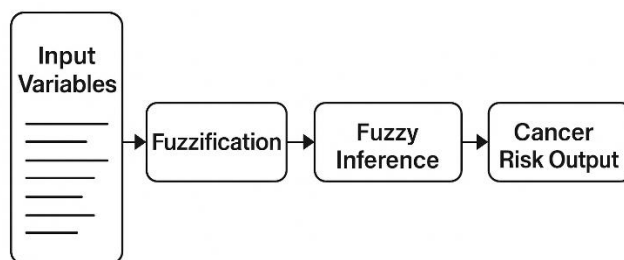 Input
Variables
Fuzzification
Fuzzy
Inference
Cancer
Risk Output